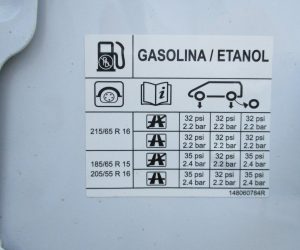 GASOLINA / ETANOL
215/65 R 16
32 psi 32 psi 32 psi
2.2 bar 2.2 bar 2.2 bar
32 psi 32 psi 32 psi
2.2 bar 2.2 bar 2.2 bar
185/65 R 15
205/55 R 16
35 psi 32 psi 35 psi
2.4 bar 2.2 bar 2.4 bar
35 psi 32 psi 35 psi
2.4 bar 2.2 bar 2.4 bar
148060784R